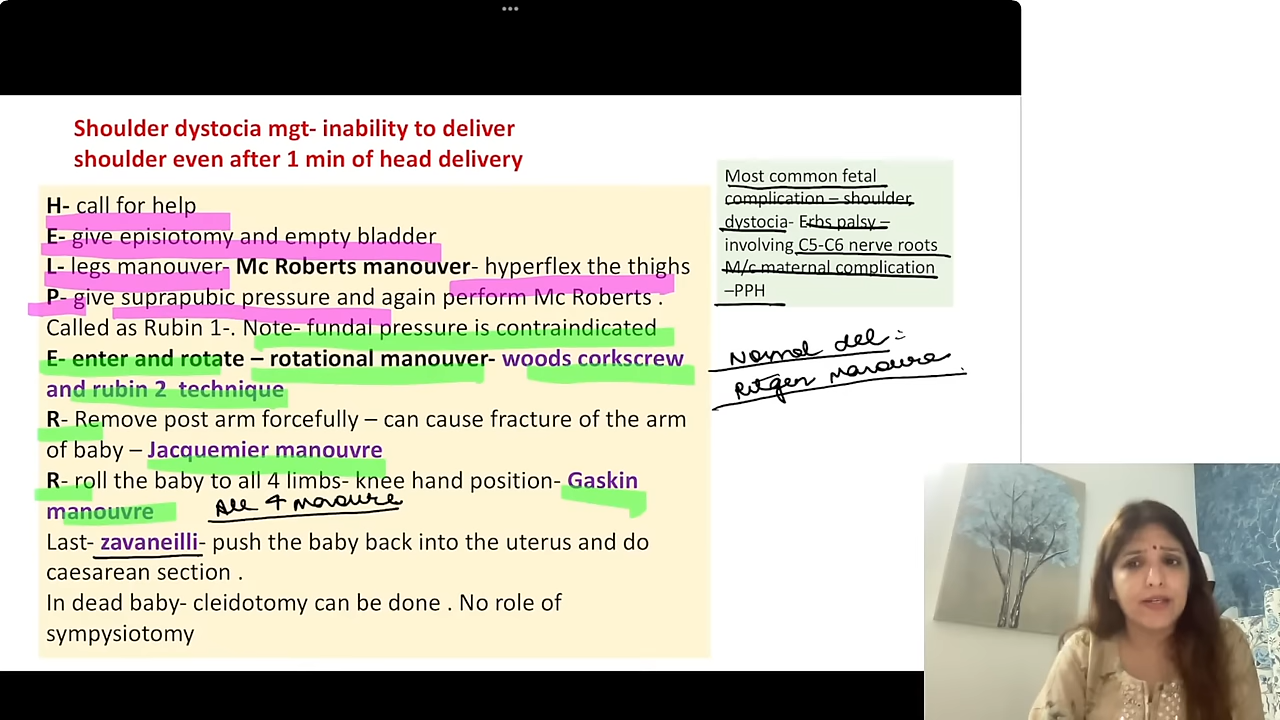 Shoulder dystocia mgt- inability to deliver
shoulder even after 1 min of head delivery
H- call for help
E- give episiotomy and empty bladder
L- legs manouver- Mc Roberts manouver- hyperflex the thighs
P- give suprapubic pressure and again perform Mc Roberts .
Called as Rubin 1-. Note- fundal pressure is contraindicated
E- enter and rotate – rotational manouver- woods corkscrew
and rubin 2 technique
R- Remove post arm forcefully – can cause fracture of the arm
of baby – Jacquemier manouvre
R- roll the baby to all 4 limbs- knee hand position- Gaskin
manouvre
All 4 manouvre
Last- zavaneilli- push the baby back into the uterus and do
caesarean section .
In dead baby- cleidotomy can be done . No role of
sympysiotomy
Most common fetal
complication – shoulder
dystocia- Erbs palsy –
involving C5-C6 nerve roots
M/c maternal complication
–PPH
Normal del =
Ritgen manouvre